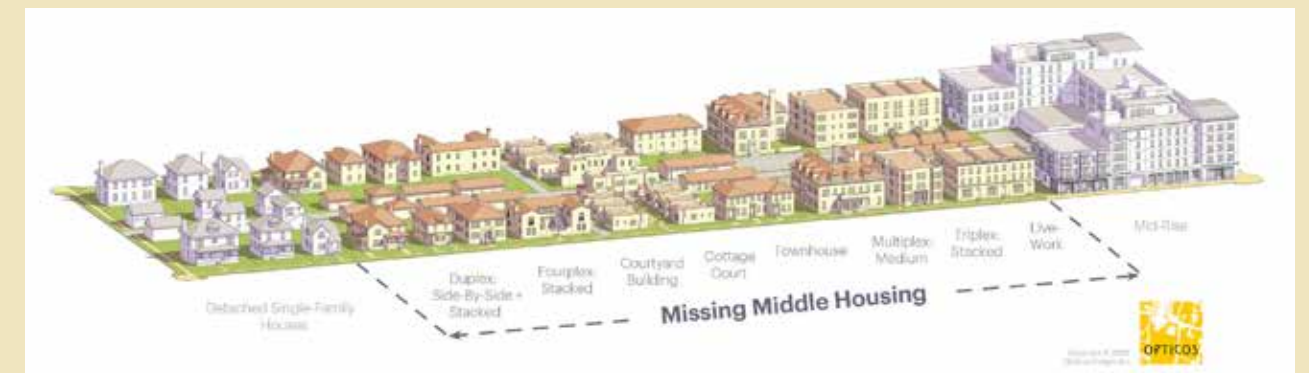 Detached Single-Family
Houses
Duplex:
Side-By-Side +
Stacked
Fourplex:
Stacked
Courtyard
Building
Cottage
Court
Townhouse
Multiplex:
Medium
Triplex:
Stacked
Live-
Work
Mid-Rise
Missing Middle Housing
OPTICOS